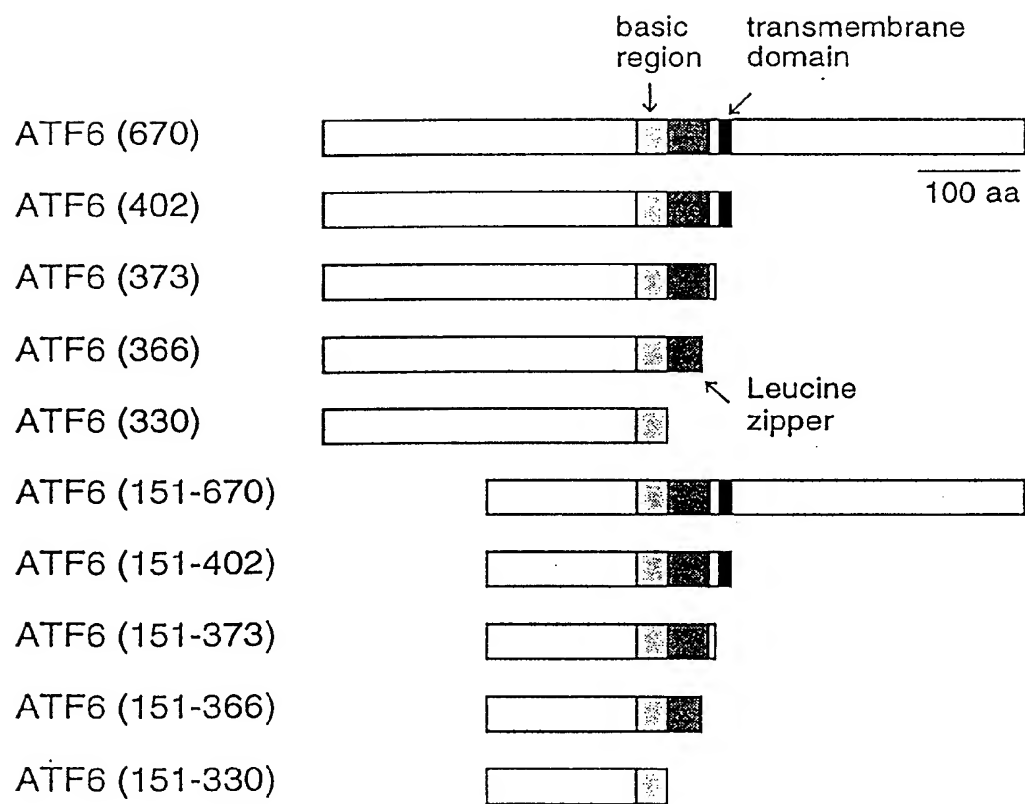 basic
region
transmembrane
domain
ATF6 (670)
100 aa
ATF6 (402)
ATF6 (373)
ATF6 (366)
Leucine
zipper
ATF6 (330)
ATF6 (151-670)
ATF6 (151-402)
ATF6 (151-373)
ATF6 (151-366)
ATF6 (151-330)